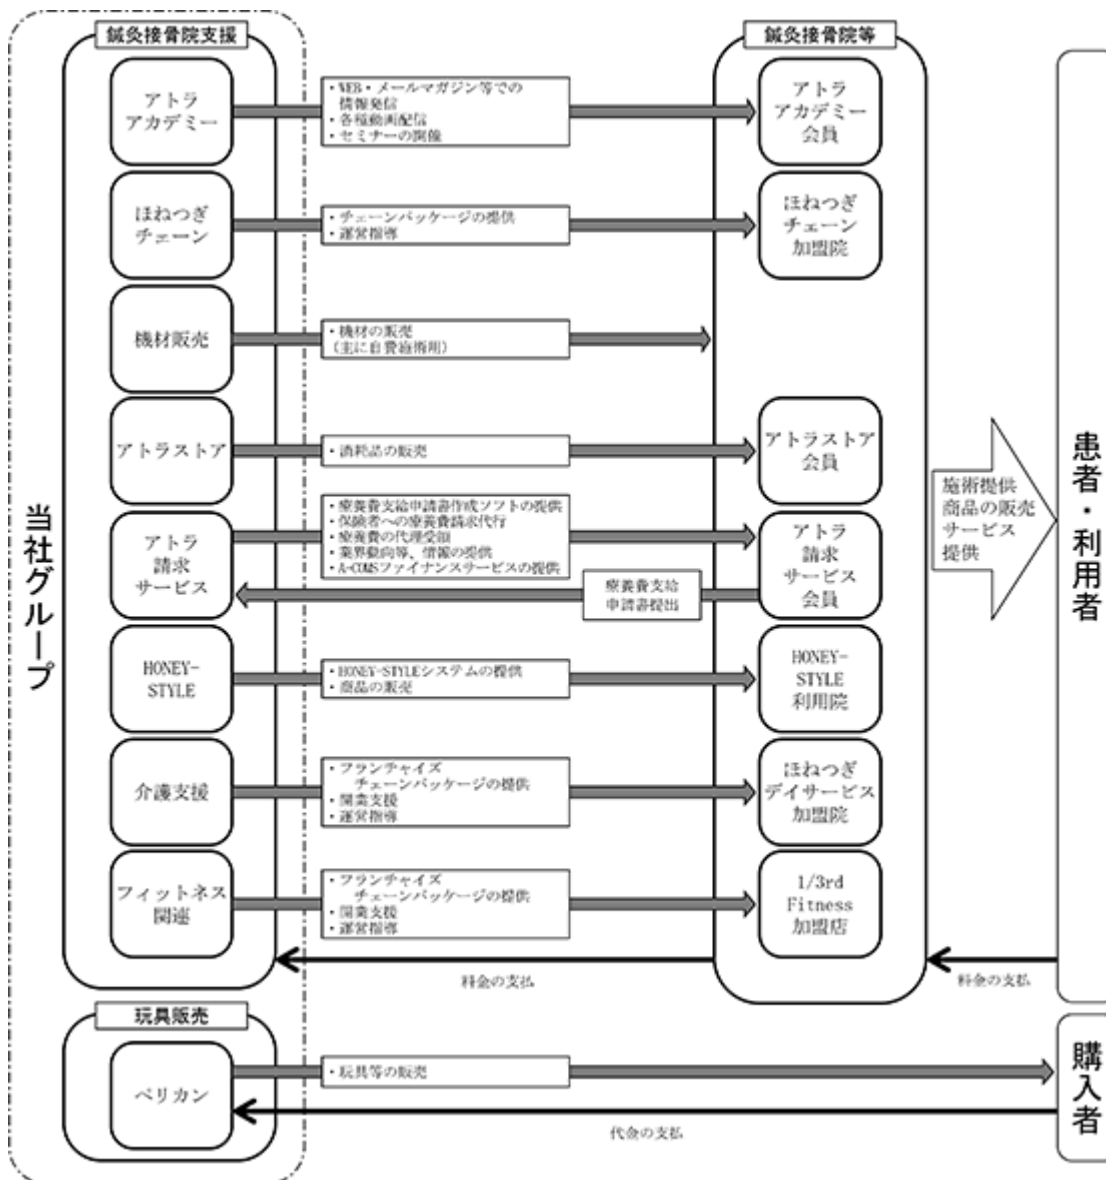 鍼灸接骨院支援
鍼灸接骨院等
当社グループ
アトラ
アカデミー
・WEB・メールマガジン等での
情報発信
・各種動画配信
・セミナーの開催
アトラ
アカデミー
会員
ほねつぎ
チェーン
・チェーンパッケージの提供
・運営指導
ほねつぎ
チェーン
加盟院
機材販売
・機材の販売
(主に自費施術用)
アトラストア
・消耗品の販売
アトラストア
会員
アトラ
請求
サービス
・療養費支給申請書作成ソフトの提供
・保険者への療養費請求代行
・療養費の代理受領
・業界動向等、情報の提供
・A-COMSファイナンスサービスの提供
療養費支給
申請書提出
アトラ
請求
サービス
会員
HONEY-
STYLE
・HONEY-STYLEシステムの提供
・商品の販売
HONEY-
STYLE
利用院
介護支援
・フランチャイズ
チェーンパッケージの提供
・開業支援
・運営指導
ほねつぎ
デイサービス
加盟院
フィットネス
関連
・フランチャイズ
チェーンパッケージの提供
・開業支援
・運営指導
1/3rd
Fitness
加盟店
料金の支払
施術提供
商品の販売
サービス
提供
患者・利用者
料金の支払
玩具販売
ペリカン
・玩具等の販売
代金の支払
購入者